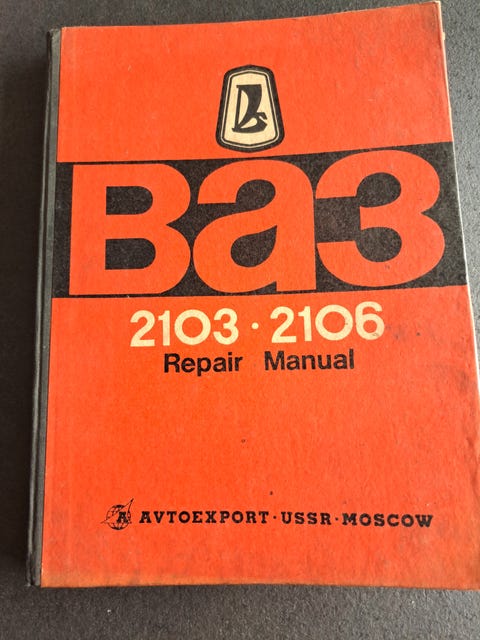 ВАЗ
2103 · 2106
Repair Manual
AVTOEXPORT · USSR · MOSCOW